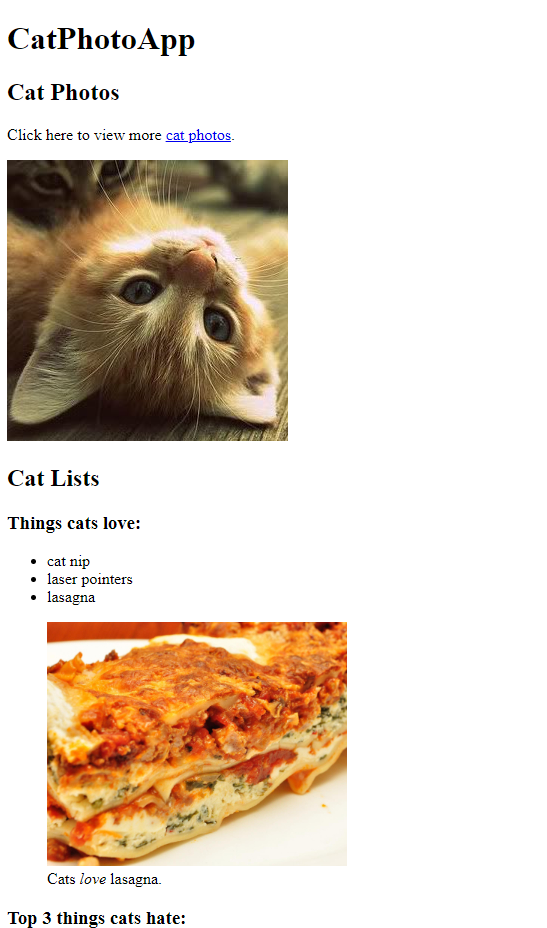 CatPhotoApp
Cat Photos
Click here to view more cat photos.
Cat Lists
Things cats love:
cat nip
laser pointers
lasagna
Cats love lasagna.
Top 3 things cats hate: